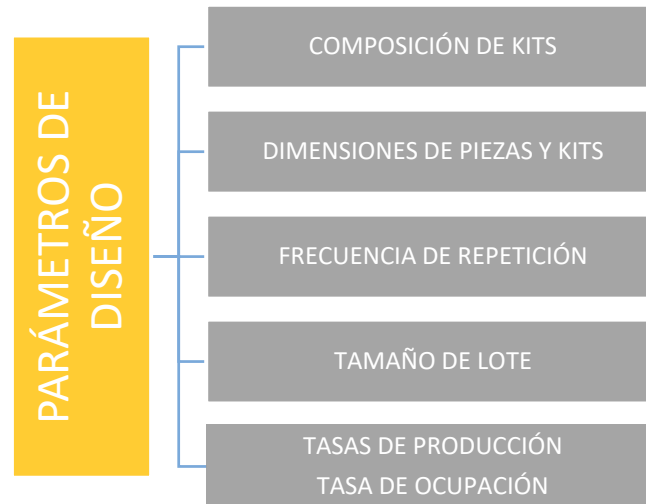 PARÁMETROS DE
DISEÑO
COMPOSICIÓN DE KITS
DIMENSIONES DE PIEZAS Y KITS
FRECUENCIA DE REPETICIÓN
TAMAÑO DE LOTE
TASAS DE PRODUCCIÓN
TASA DE OCUPACIÓN